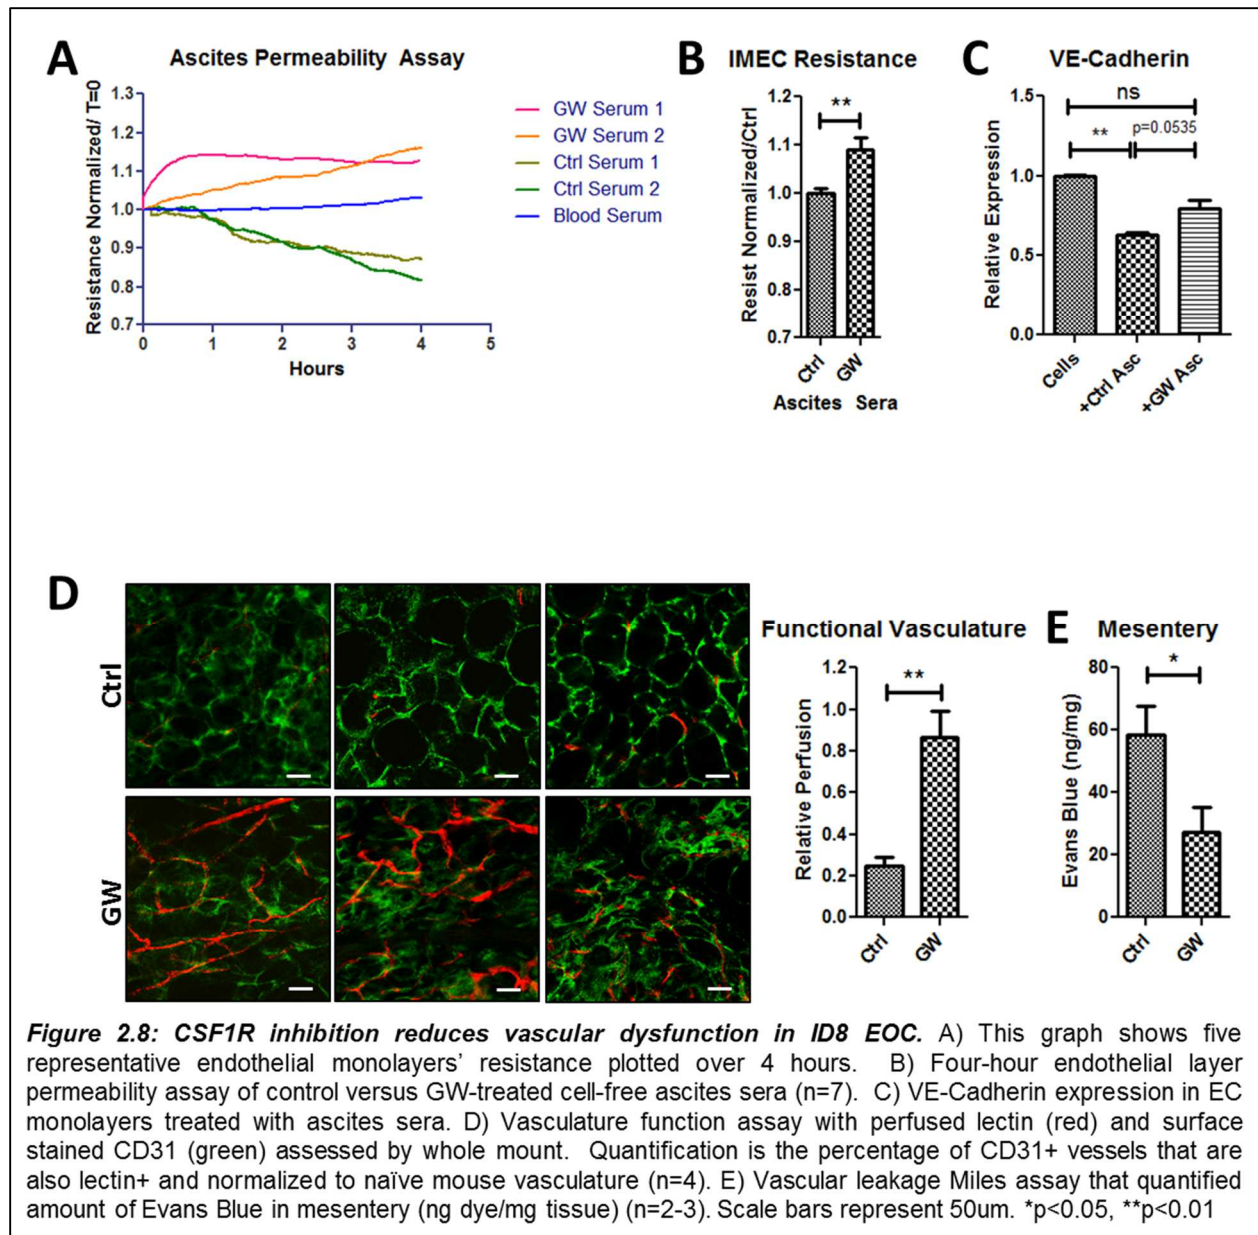 A
Ascites Permeability Assay
Resistance Normalized/ T=0
1.3
1.2
1.1
1.0
0.9
0.8
0.7
0
1
2
3
4
5
Hours
GW Serum 1
GW Serum 2
Ctrl Serum 1
Ctrl Serum 2
Blood Serum
B
IMEC Resistance
Resist Normalized/Ctrl
1.2
1.1
1.0
0.9
0.8
0.7
**
Ctrl
GW
Ascites Sera
C
VE-Cadherin
Relative Expression
1.5
1.0
0.5
0.0
ns
**
p=0.0535
Cells
+Ctrl Asc
+GW Asc
D
Ctrl
GW
Functional Vasculature
Relative Perfusion
1.2
1.0
0.8
0.6
0.4
0.2
0.0
**
Ctrl
GW
E
Mesentery
Evans Blue (ng/mg)
80
60
40
20
0
*
Ctrl
GW
Figure 2.8: CSF1R inhibition reduces vascular dysfunction in ID8 EOC. A) This graph shows five
representative endothelial monolayers' resistance plotted over 4 hours. B) Four-hour endothelial layer
permeability assay of control versus GW-treated cell-free ascites sera (n=7). C) VE-Cadherin expression in EC
monolayers treated with ascites sera. D) Vasculature function assay with perfused lectin (red) and surface
stained CD31 (green) assessed by whole mount. Quantification is the percentage of CD31+ vessels that are
also lectin+ and normalized to naïve mouse vasculature (n=4). E) Vascular leakage Miles assay that quantified
amount of Evans Blue in mesentery (ng dye/mg tissue) (n=2-3). Scale bars represent 50um. *p<0.05, **p<0.01